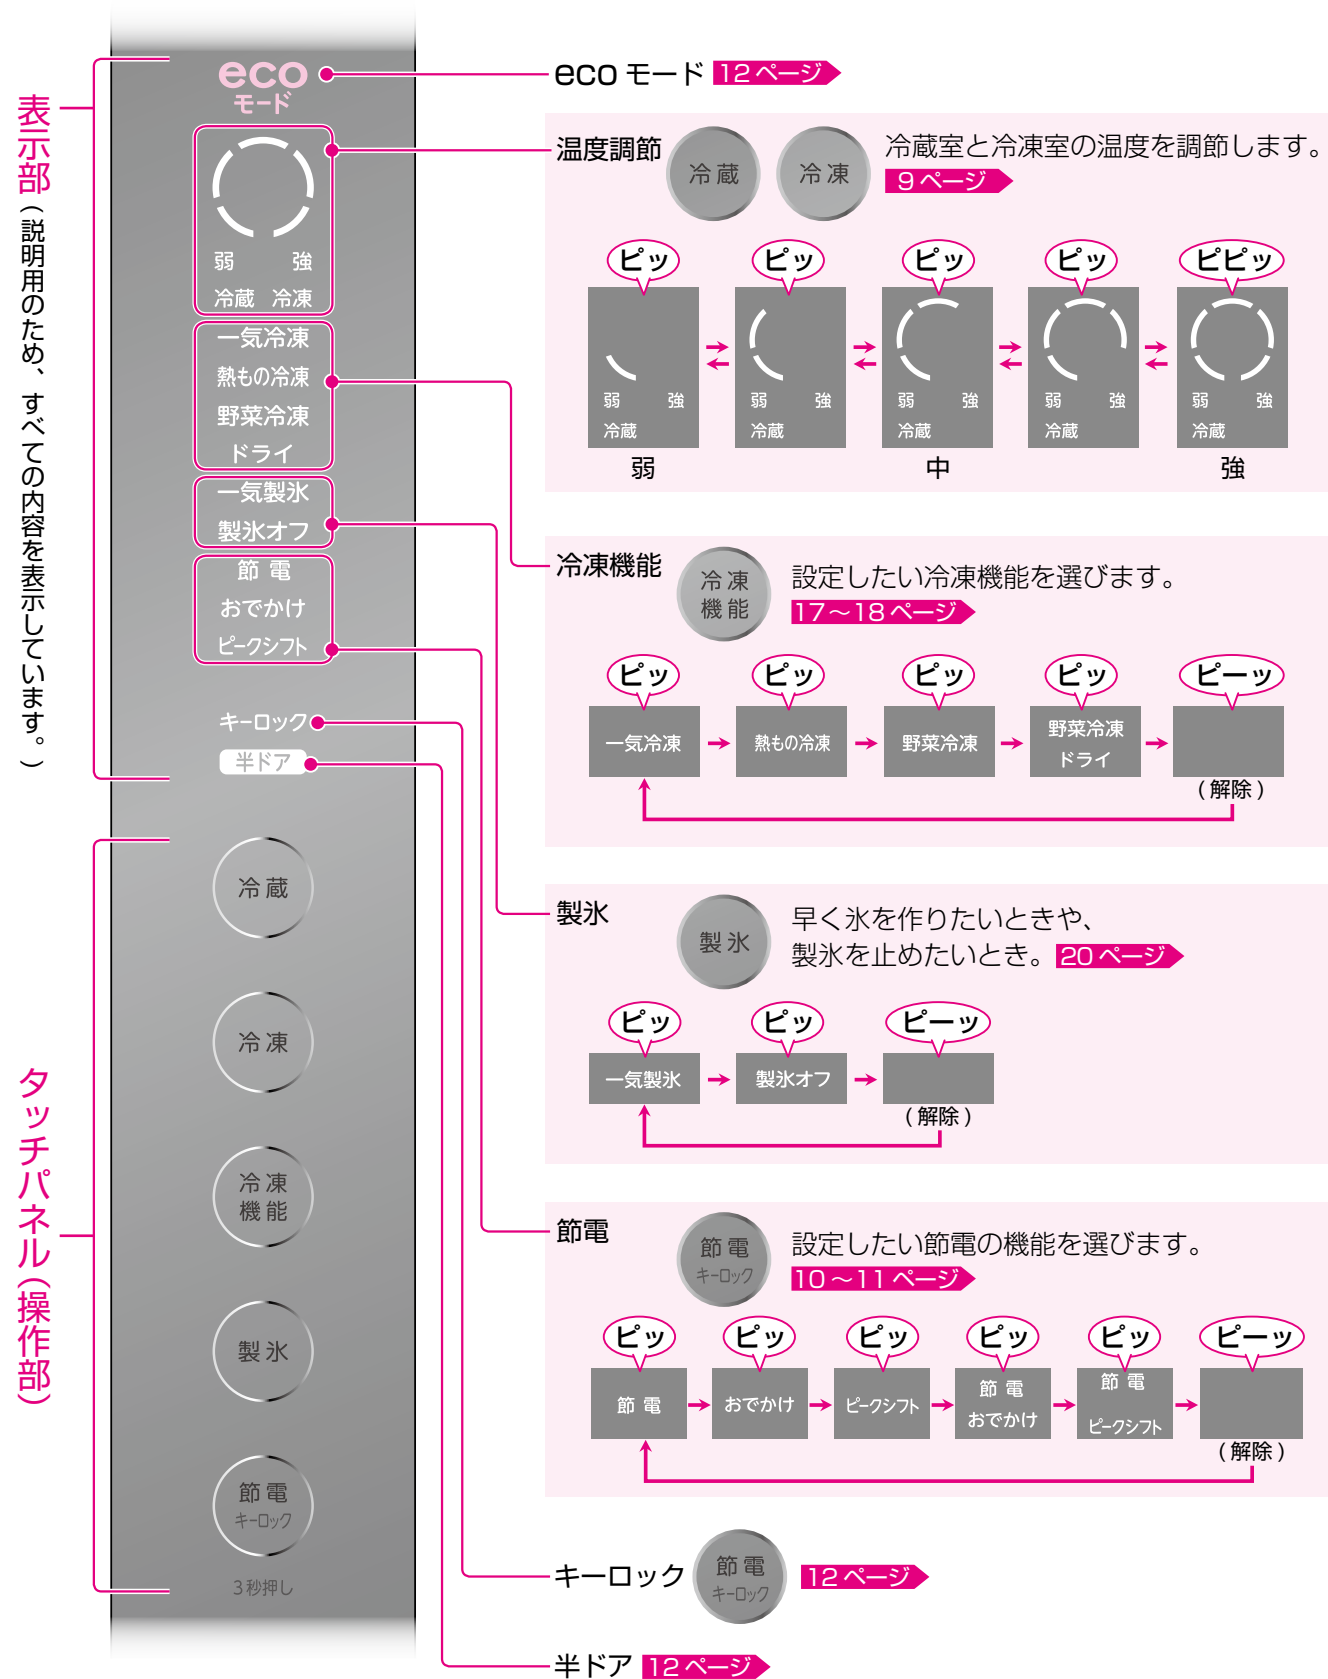 表示部（説明用のため、すべての内容を表示しています。）
eco
モード
弱 強
冷蔵 冷凍
一気冷凍
熱もの冷凍
野菜冷凍
ドライ
一気製氷
製氷オフ
節電
おでかけ
ピークシフト
キーロック
半ドア
タッチパネル（操作部）
冷蔵
冷凍
冷凍
機能
製氷
節電
キーロック
3秒押し
eco モード 12 ページ
温度調節 冷蔵 冷凍 冷蔵室と冷凍室の温度を調節します。
9 ページ
ピッ ピッ ピッ ピッ ピピッ
弱 強 弱 強 弱 強 弱 強 弱 強
冷蔵 冷蔵 冷蔵 冷蔵 冷蔵
弱 中 強
冷凍機能 冷凍 設定したい冷凍機能を選びます。
機能 17～18 ページ
ピッ ピッ ピッ ピッ ピーッ
一気冷凍 熱もの冷凍 野菜冷凍 野菜冷凍
ドライ
(解除)
製氷 製氷 早く氷を作りたいときや、
製氷を止めたいとき。 20 ページ
ピッ ピッ ピーッ
一気製氷 製氷オフ
(解除)
節電 節電 設定したい節電の機能を選びます。
キーロック 10～11 ページ
ピッ ピッ ピッ ピッ ピッ ピーッ
節電 おでかけ ピークシフト 節電 節電
おでかけ ピークシフト
(解除)
キーロック 節電 12 ページ
キーロック
半ドア 12 ページ